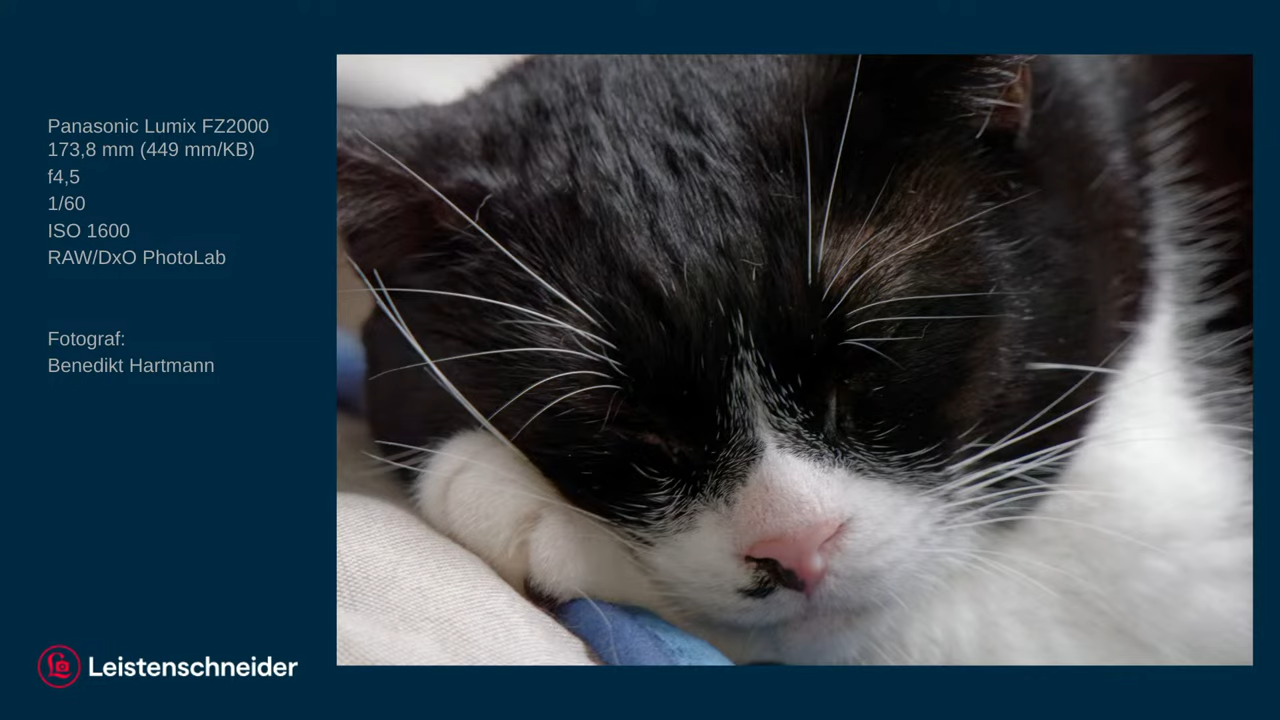 Panasonic Lumix FZ2000
173,8 mm (449 mm/KB)
f4,5
1/60
ISO 1600
RAW/DxO PhotoLab
Fotograf:
Benedikt Hartmann
Leistenschneider